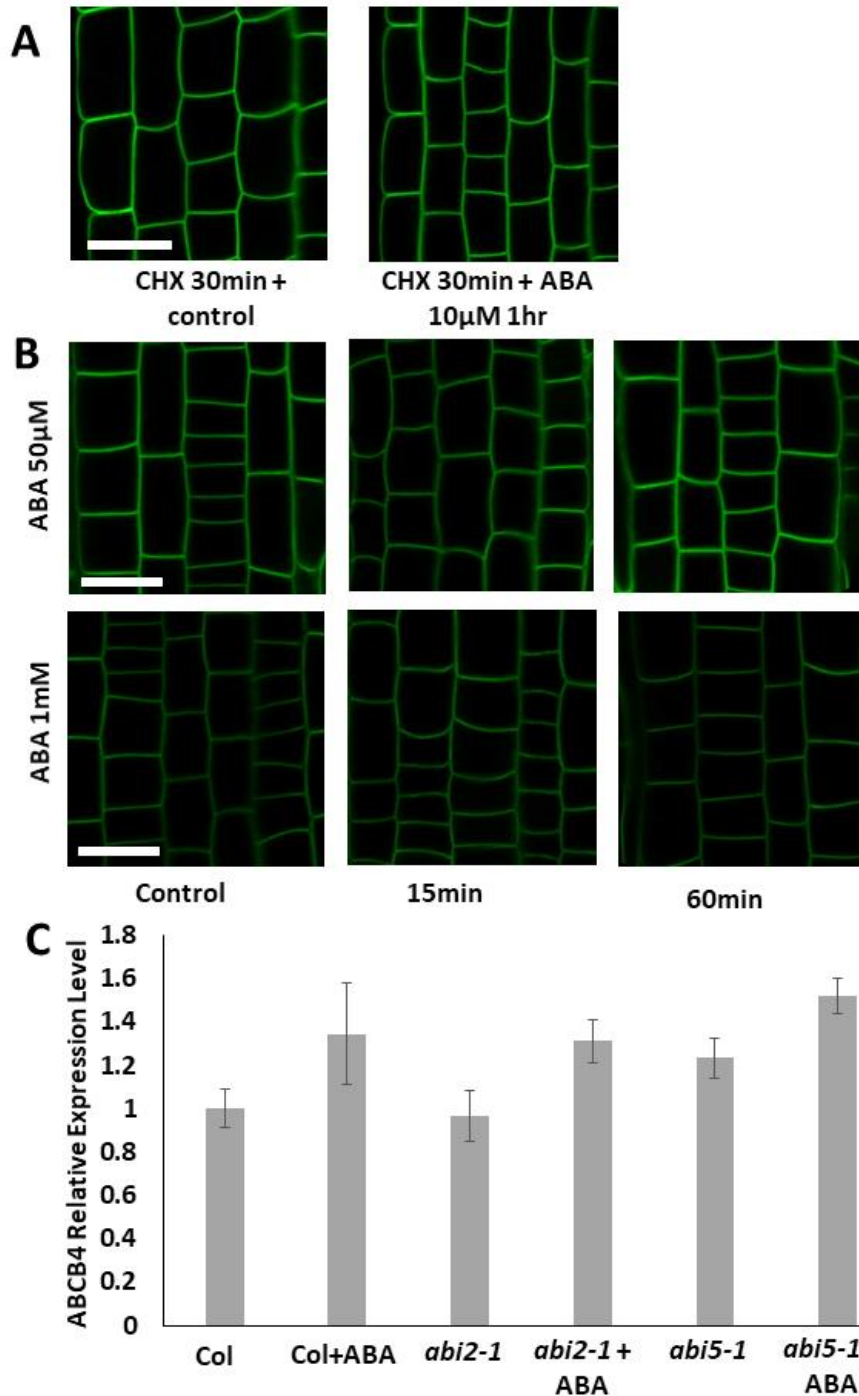 A
CHX 30min +
control
CHX 30min + ABA
10µM 1hr
B
ABA 50µM
ABA 1mM
Control
15min
60min
C
ABCB4 Relative Expression Level
1.8
1.6
1.4
1.2
1
0.8
0.6
0.4
0.2
0
Col
Col+ABA
abi2-1
abi2-1 +
ABA
abi5-1
abi5-1
ABA